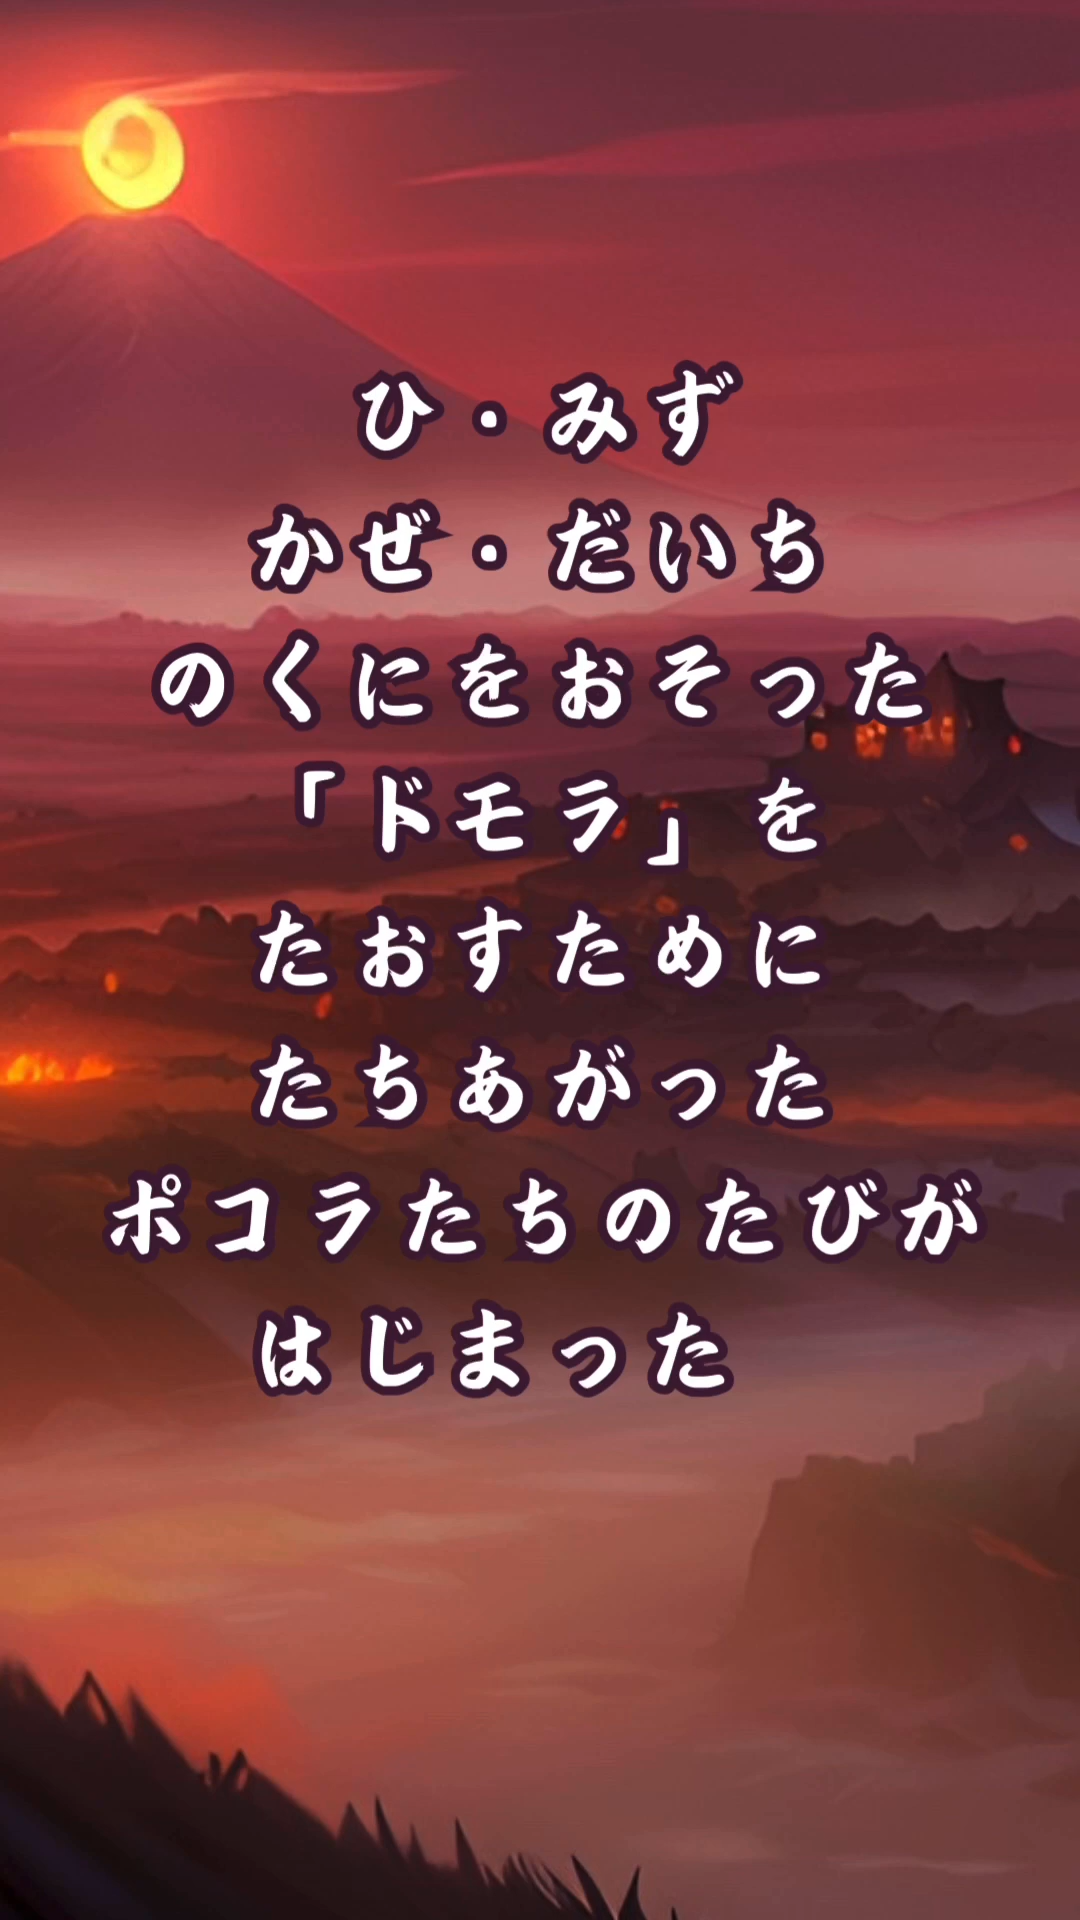 ひ・みず
かぜ・だいち
のくにをおそった
「ドモラ」を
たおすために
たちあがった
ポコラたちのたびが
はじまった